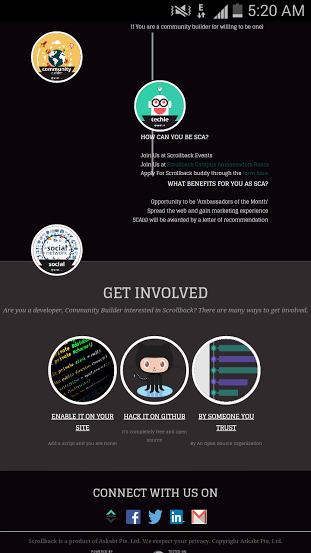 5:20 AM
!! You are a community builder (or willing to be one)
community
builder
techie
HOW CAN YOU BE SCA?
Join Us at Scrollback Events
Join Us at Scrollback Campus Ambassadors Room
Apply For Scrollback buddy through the form here
WHAT BENEFITS FOR YOU AS SCA?
Opportunity to be 'Ambassadors of the Month'
Spread the web and gain marketing experience
SCA(s) will be awarded by a letter of recommendation
social
network
social
GET INVOLVED
Are you a developer, Community Builder interested in Scrollback? There are many ways to get involved.
ENABLE IT ON YOUR
SITE
Add a script and you are Done!
HACK IT ON GITHUB
It's completely free and open
source
BY SOMEONE YOU
TRUST
By An Open Source Organization
CONNECT WITH US ON
Scrollback is a product of Askabt Pte. Ltd. We respect your privacy. Copyright Askabt Pte. Ltd.
POWERED BY
TESTED ON